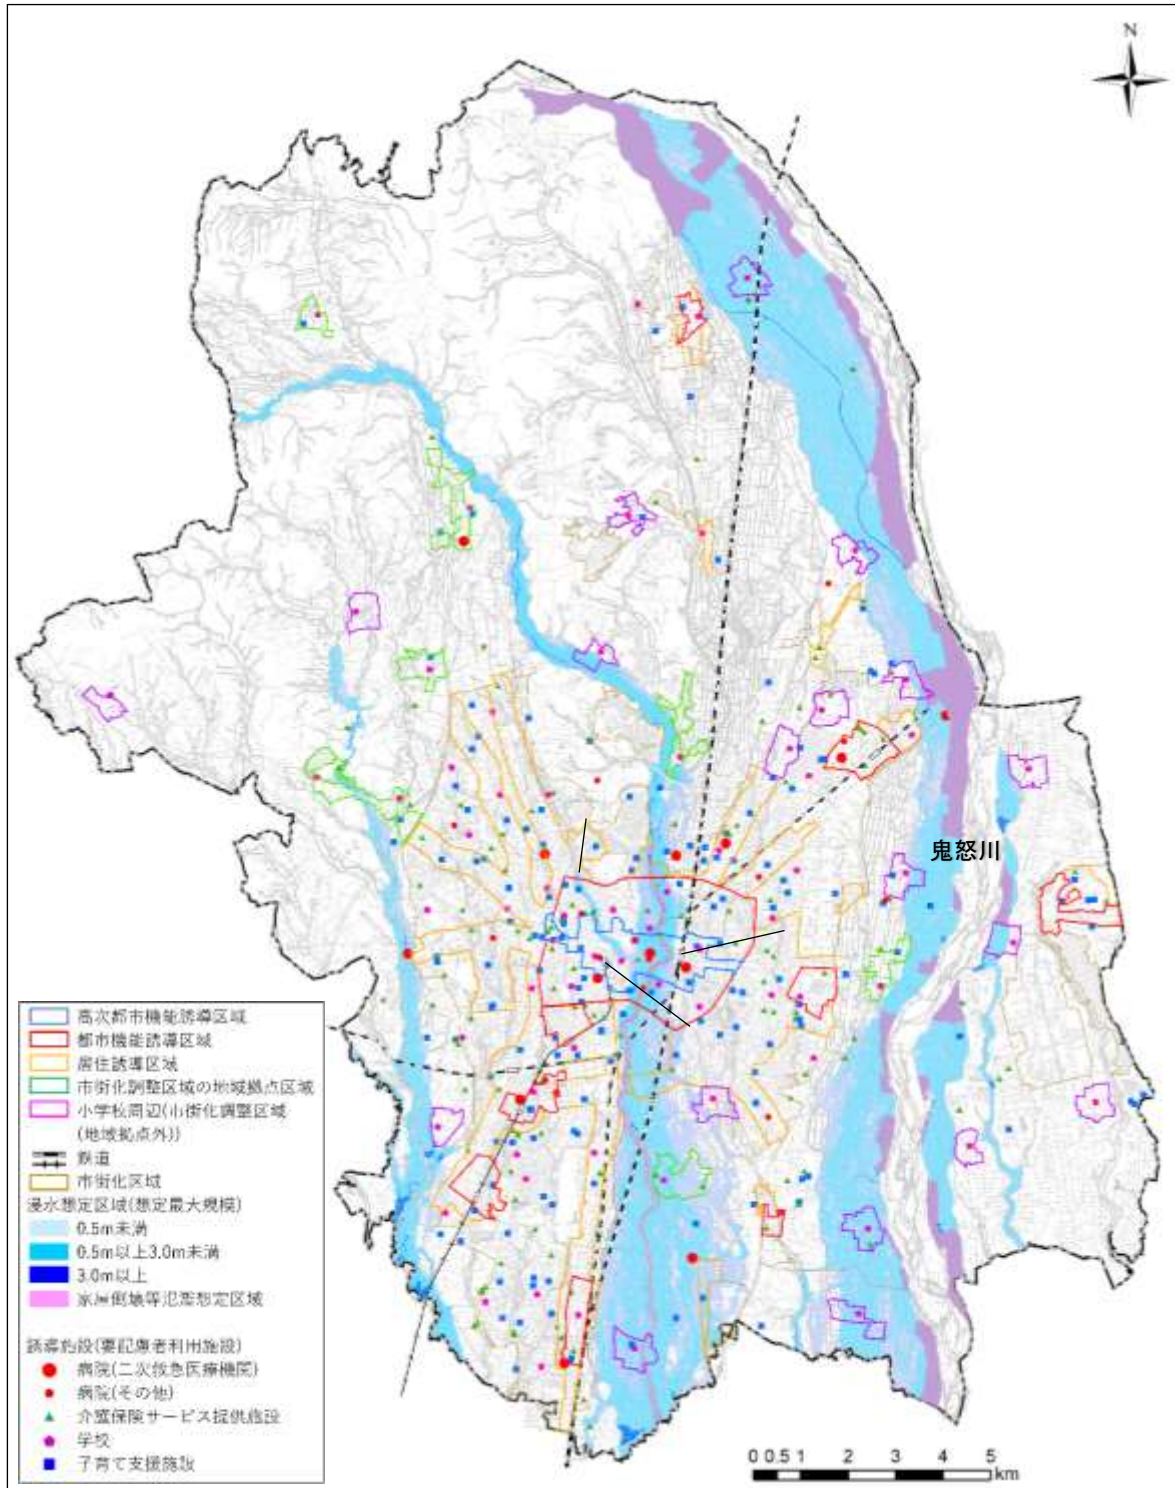 N
鬼怒川
高次都市機能誘導区域
都市機能誘導区域
居住誘導区域
市街化調整区域の地域拠点区域
小学校周辺(市街化調整区域
(地域拠点外))
鉄道
市街化区域
浸水想定区域(想定最大規模)
0.5m未満
0.5m以上3.0m未満
3.0m以上
家屋倒壊等氾濫想定区域
誘導施設(要配慮者利用施設)
病院(二次救急医療機関)
病院(その他)
介護保険サービス提供施設
学校
子育て支援施設
0 0.5 1 2 3 4 5
km